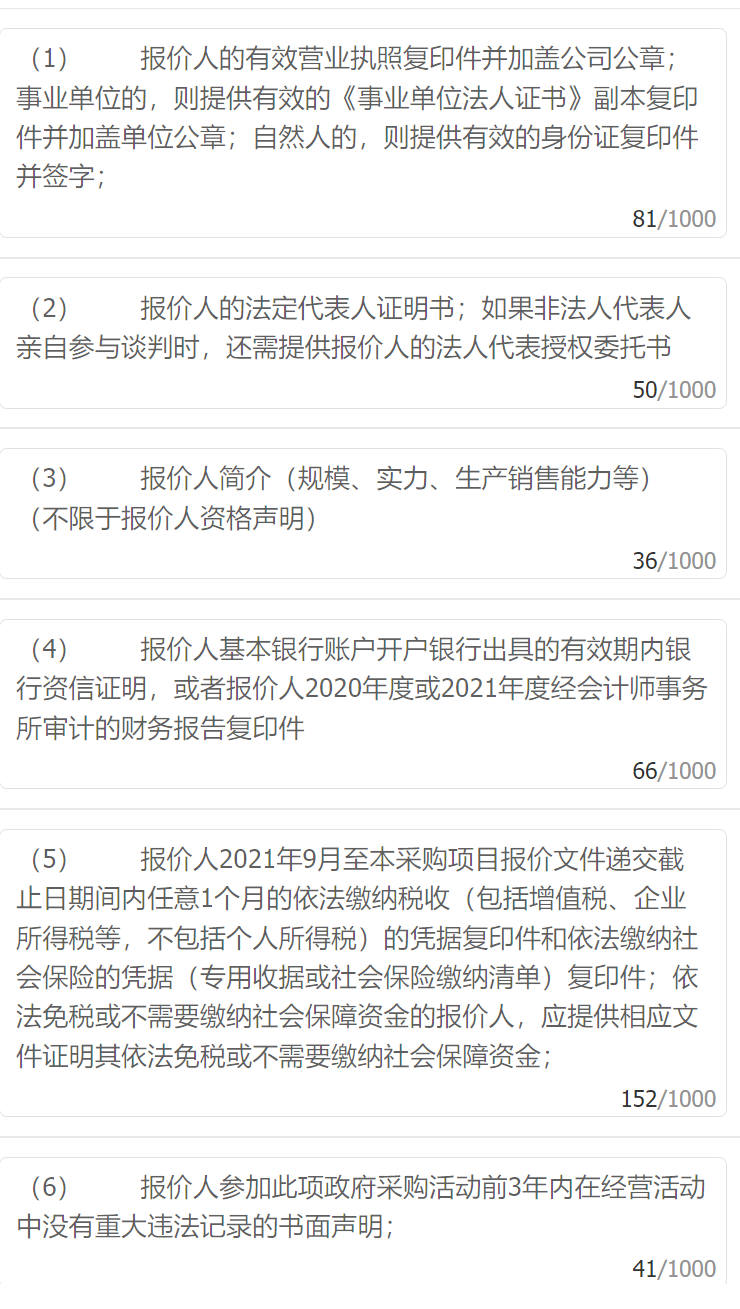 （1） 报价人的有效营业执照复印件并加盖公司公章；
事业单位的，则提供有效的《事业单位法人证书》副本复印
件并加盖单位公章；自然人的，则提供有效的身份证复印件
并签字；
81/1000
（2） 报价人的法定代表人证明书；如果非法人代表人
亲自参与谈判时，还需提供报价人的法人代表授权委托书
50/1000
（3） 报价人简介（规模、实力、生产销售能力等）
（不限于报价人资格声明）
36/1000
（4） 报价人基本银行账户开户银行出具的有效期内银
行资信证明，或者报价人2020年度或2021年度经会计师事务
所审计的财务报告复印件
66/1000
（5） 报价人2021年9月至本采购项目报价文件递交截
止日期间内任意1个月的依法缴纳税收（包括增值税、企业
所得税等，不包括个人所得税）的凭据复印件和依法缴纳社
会保险的凭据（专用收据或社会保险缴纳清单）复印件；依
法免税或不需要缴纳社会保障资金的报价人，应提供相应文
件证明其依法免税或不需要缴纳社会保障资金；
152/1000
（6） 报价人参加此项政府采购活动前3年内在经营活动
中没有重大违法记录的书面声明；
41/1000